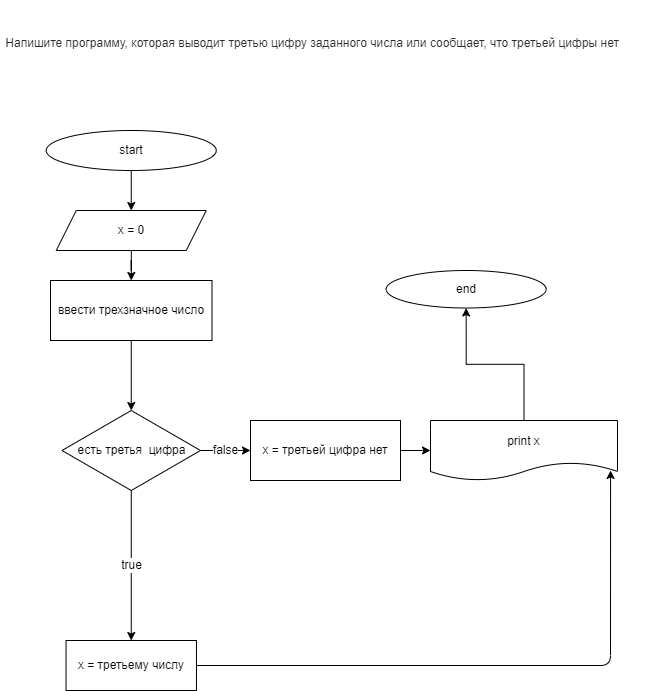 Напишите программу, которая выводит третью цифру заданного числа или сообщает, что третьей цифры нет
start
x = 0
ввести трехзначное число
end
есть третья  цифра
false
x = третьей цифра нет
print x
true
x = третьему числу